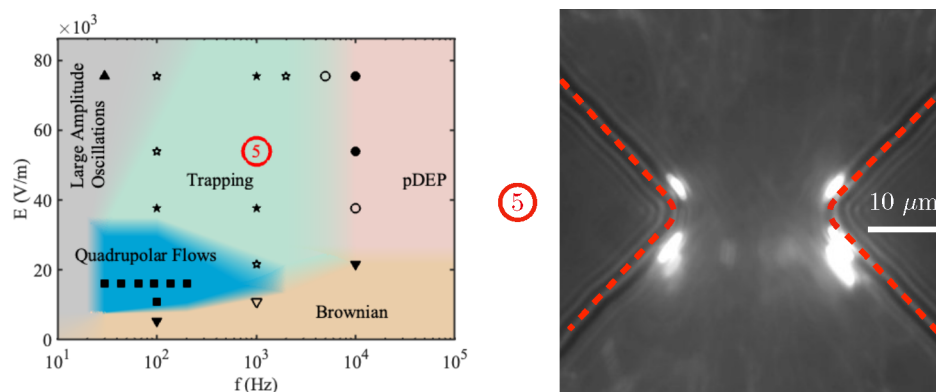 ×10³
80
60
40
20
0
E (V/m)
Large Amplitude
Oscillations
5
Trapping
pDEP
Quadrupolar Flows
Brownian
10¹
10²
10³
10⁴
10⁵
f (Hz)
5
10 μm